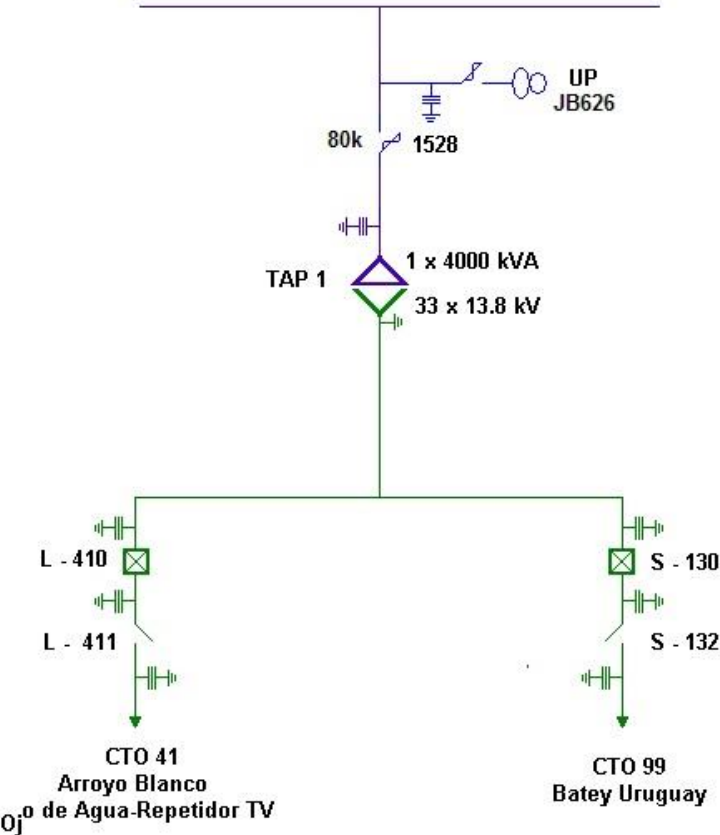 UP
JB626
80k
1528
1 x 4000 kVA
TAP 1
33 x 13.8 kV
L - 410
S - 130
L - 411
S - 132
CTO 41
Arroyo Blanco
Ojo de Agua-Repetidor TV
CTO 99
Batey Uruguay